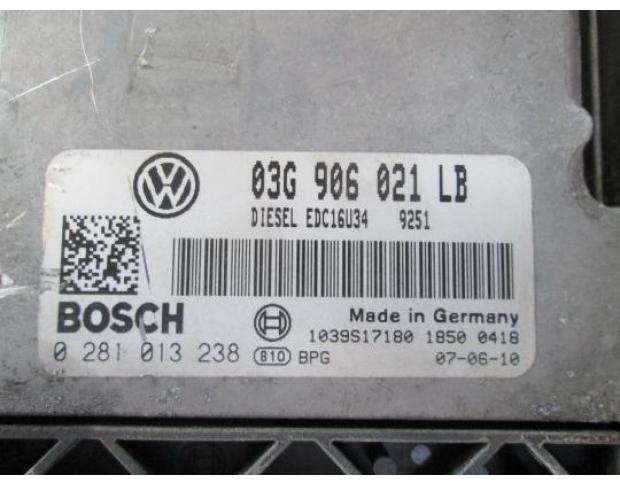 03G 906 021 LB
DIESEL EDC16U34 9251
BOSCH
Made in Germany
1039S17180 1850 0418
0 281 013 238 810 BPG 07-06-10